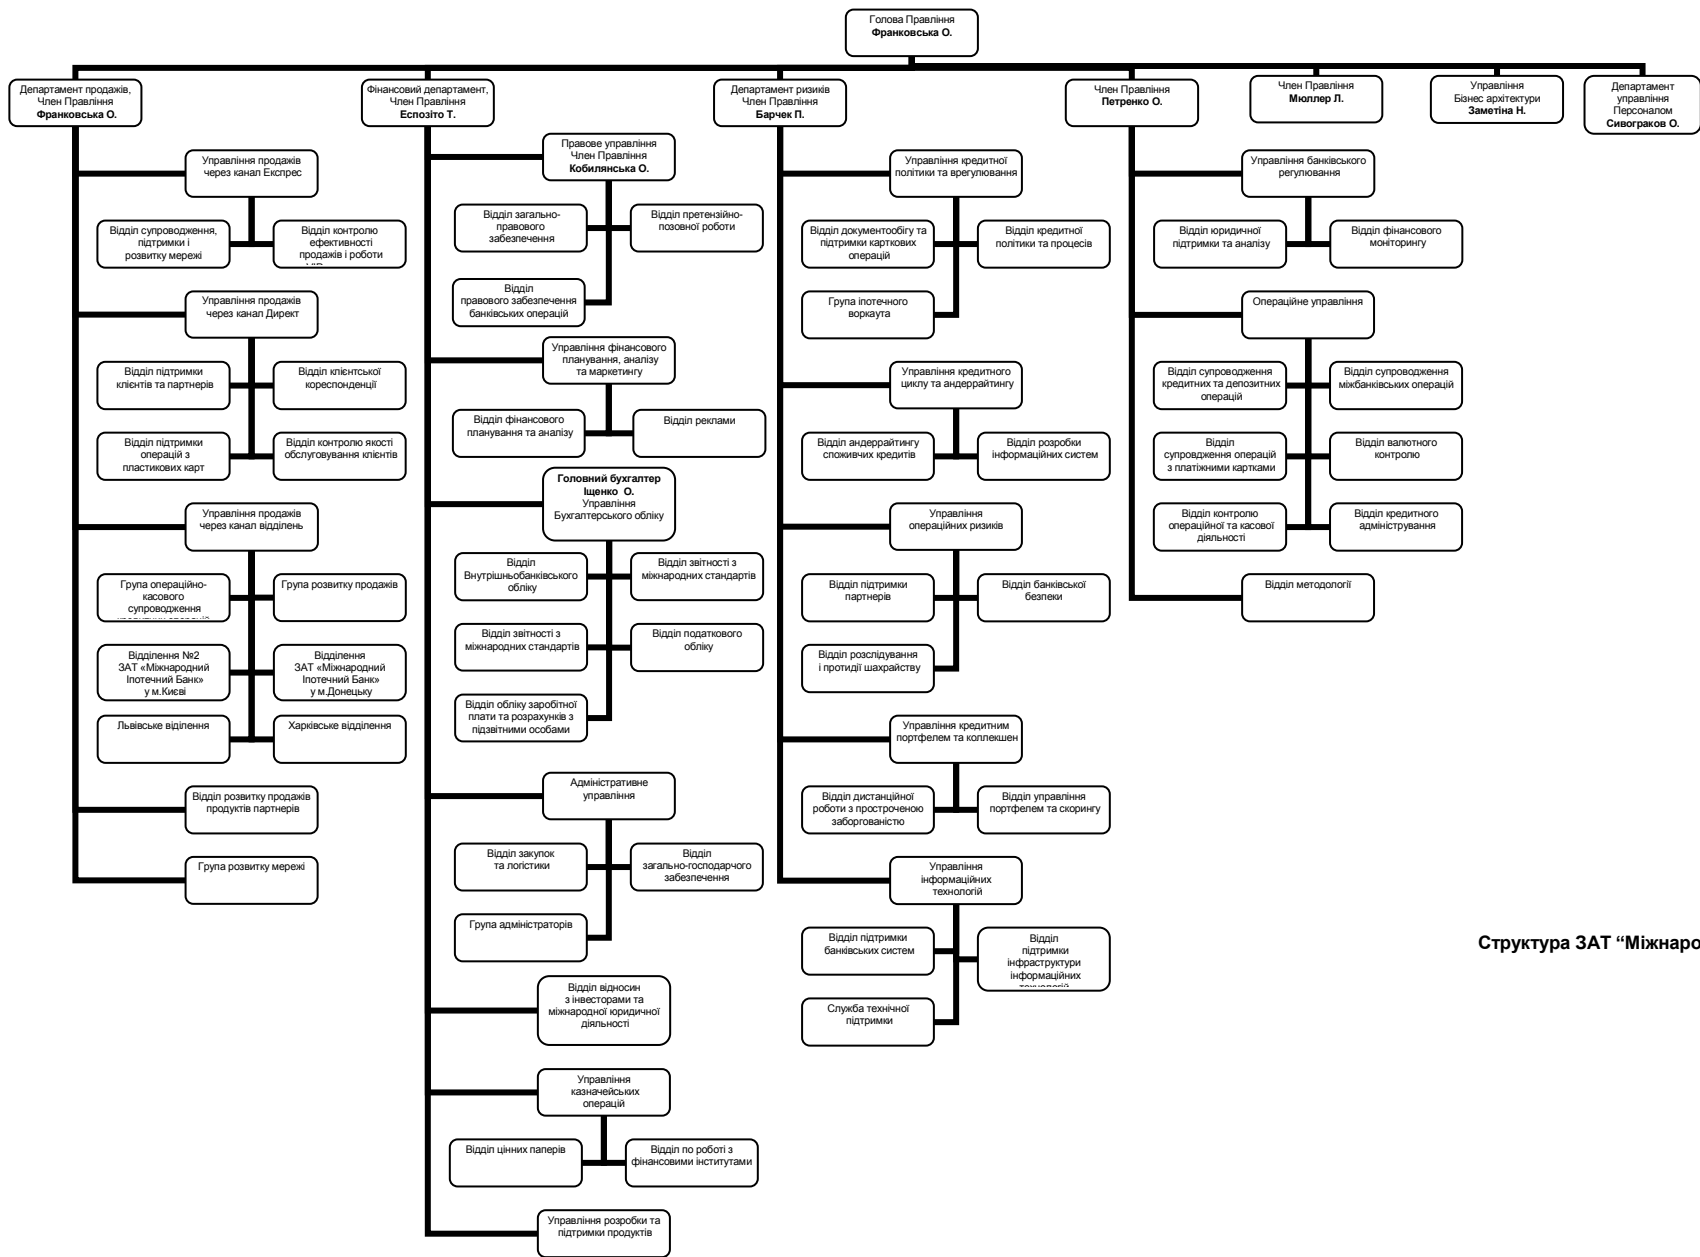 Голова Правління
Франковська О.
Департамент продажів,
Член Правління
Франковська О.
Фінансовий департамент,
Член Правління
Еспозіто Т.
Департамент ризиків
Член Правління
Барчек П.
Член Правління
Петренко О.
Член Правління
Мюллер Л.
Управління
Бізнес архітектури
Заметіна Н.
Департамент
управління
Персоналом
Сивограков О.
Управління продажів
через канал Експрес
Відділ супроводження,
підтримки і
розвитку мережі
Відділ контролю
ефективності
продажів і роботи
Управління продажів
через канал Директ
Відділ підтримки
клієнтів та партнерів
Відділ клієнтської
кореспонденції
Відділ підтримки
операцій з
пластикових карт
Відділ контролю якості
обслуговування клієнтів
Управління продажів
через канал відділень
Група операційно-
касового
супроводження
Група розвитку продажів
Відділення №2
ЗАТ «Міжнародний
Іпотечний Банк»
у м.Києві
Відділення
ЗАТ «Міжнародний
Іпотечний Банк»
у м.Донецьку
Львівське віділення
Харківське відділення
Відділ розвитку продажів
продуктів партнерів
Група розвитку мережі
Правове управління
Член Правління
Кобилянська О.
Відділ загально-
правового
забезпечення
Відділ претензійно-
позовної роботи
Відділ
правового забезпечення
банківських операцій
Управління фінансового
планування, аналізу
та маркетингу
Відділ фінансового
планування та аналізу
Відділ реклами
Головний бухгалтер
Іщенко О.
Управління
Бухгалтерського обліку
Відділ
Внутрішньобанківського
обліку
Відділ звітності з
міжнародних стандартів
Відділ звітності з
міжнародних стандартів
Відділ податкового
обліку
Відділ обліку заробітної
плати та розрахунків з
підзвітними особами
Адміністративне
управління
Відділ закупок
та логістики
Відділ
загально-господарчого
забезпечення
Група адміністраторів
Відділ відносин
з інвесторами та
міжнародної юридичної
діяльності
Управління
казначейських
операцій
Відділ цінних паперів
Відділ по роботі з
фінансовими інститутами
Управління розробки та
підтримки продуктів
Управління кредитної
політики та врегулювання
Відділ документообігу та
підтримки карткових
операцій
Відділ кредитної
політики та процесів
Група іпотечного
воркаута
Управління кредитного
циклу та андеррайтингу
Відділ андеррайтингу
споживчих кредитів
Відділ розробки
інформаційних систем
Управління
операційних ризиків
Відділ підтримки
партнерів
Відділ банківської
безпеки
Відділ розслідування
і протидії шахрайству
Управління кредитним
портфелем та коллекшен
Відділ дистанційної
роботи з простроченою
заборгованістю
Відділ управління
портфелем та скорингу
Управління
інформаційних
технологій
Відділ підтримки
банківських систем
Відділ
підтримки
інфраструктури
інформаційних
Служба технічної
підтримки
Управління банківського
регулювання
Відділ юридичної
підтримки та аналізу
Відділ фінансового
моніторингу
Операційне управління
Відділ супроводження
кредитних та депозитних
операцій
Відділ супроводження
міжбанківських операцій
Відділ
супровдження операцій
з платіжними картками
Відділ валютного
контролю
Відділ контролю
операційної та касової
діяльності
Відділ кредитного
адміністрування
Відділ методології
Структура ЗАТ “Міжнаро